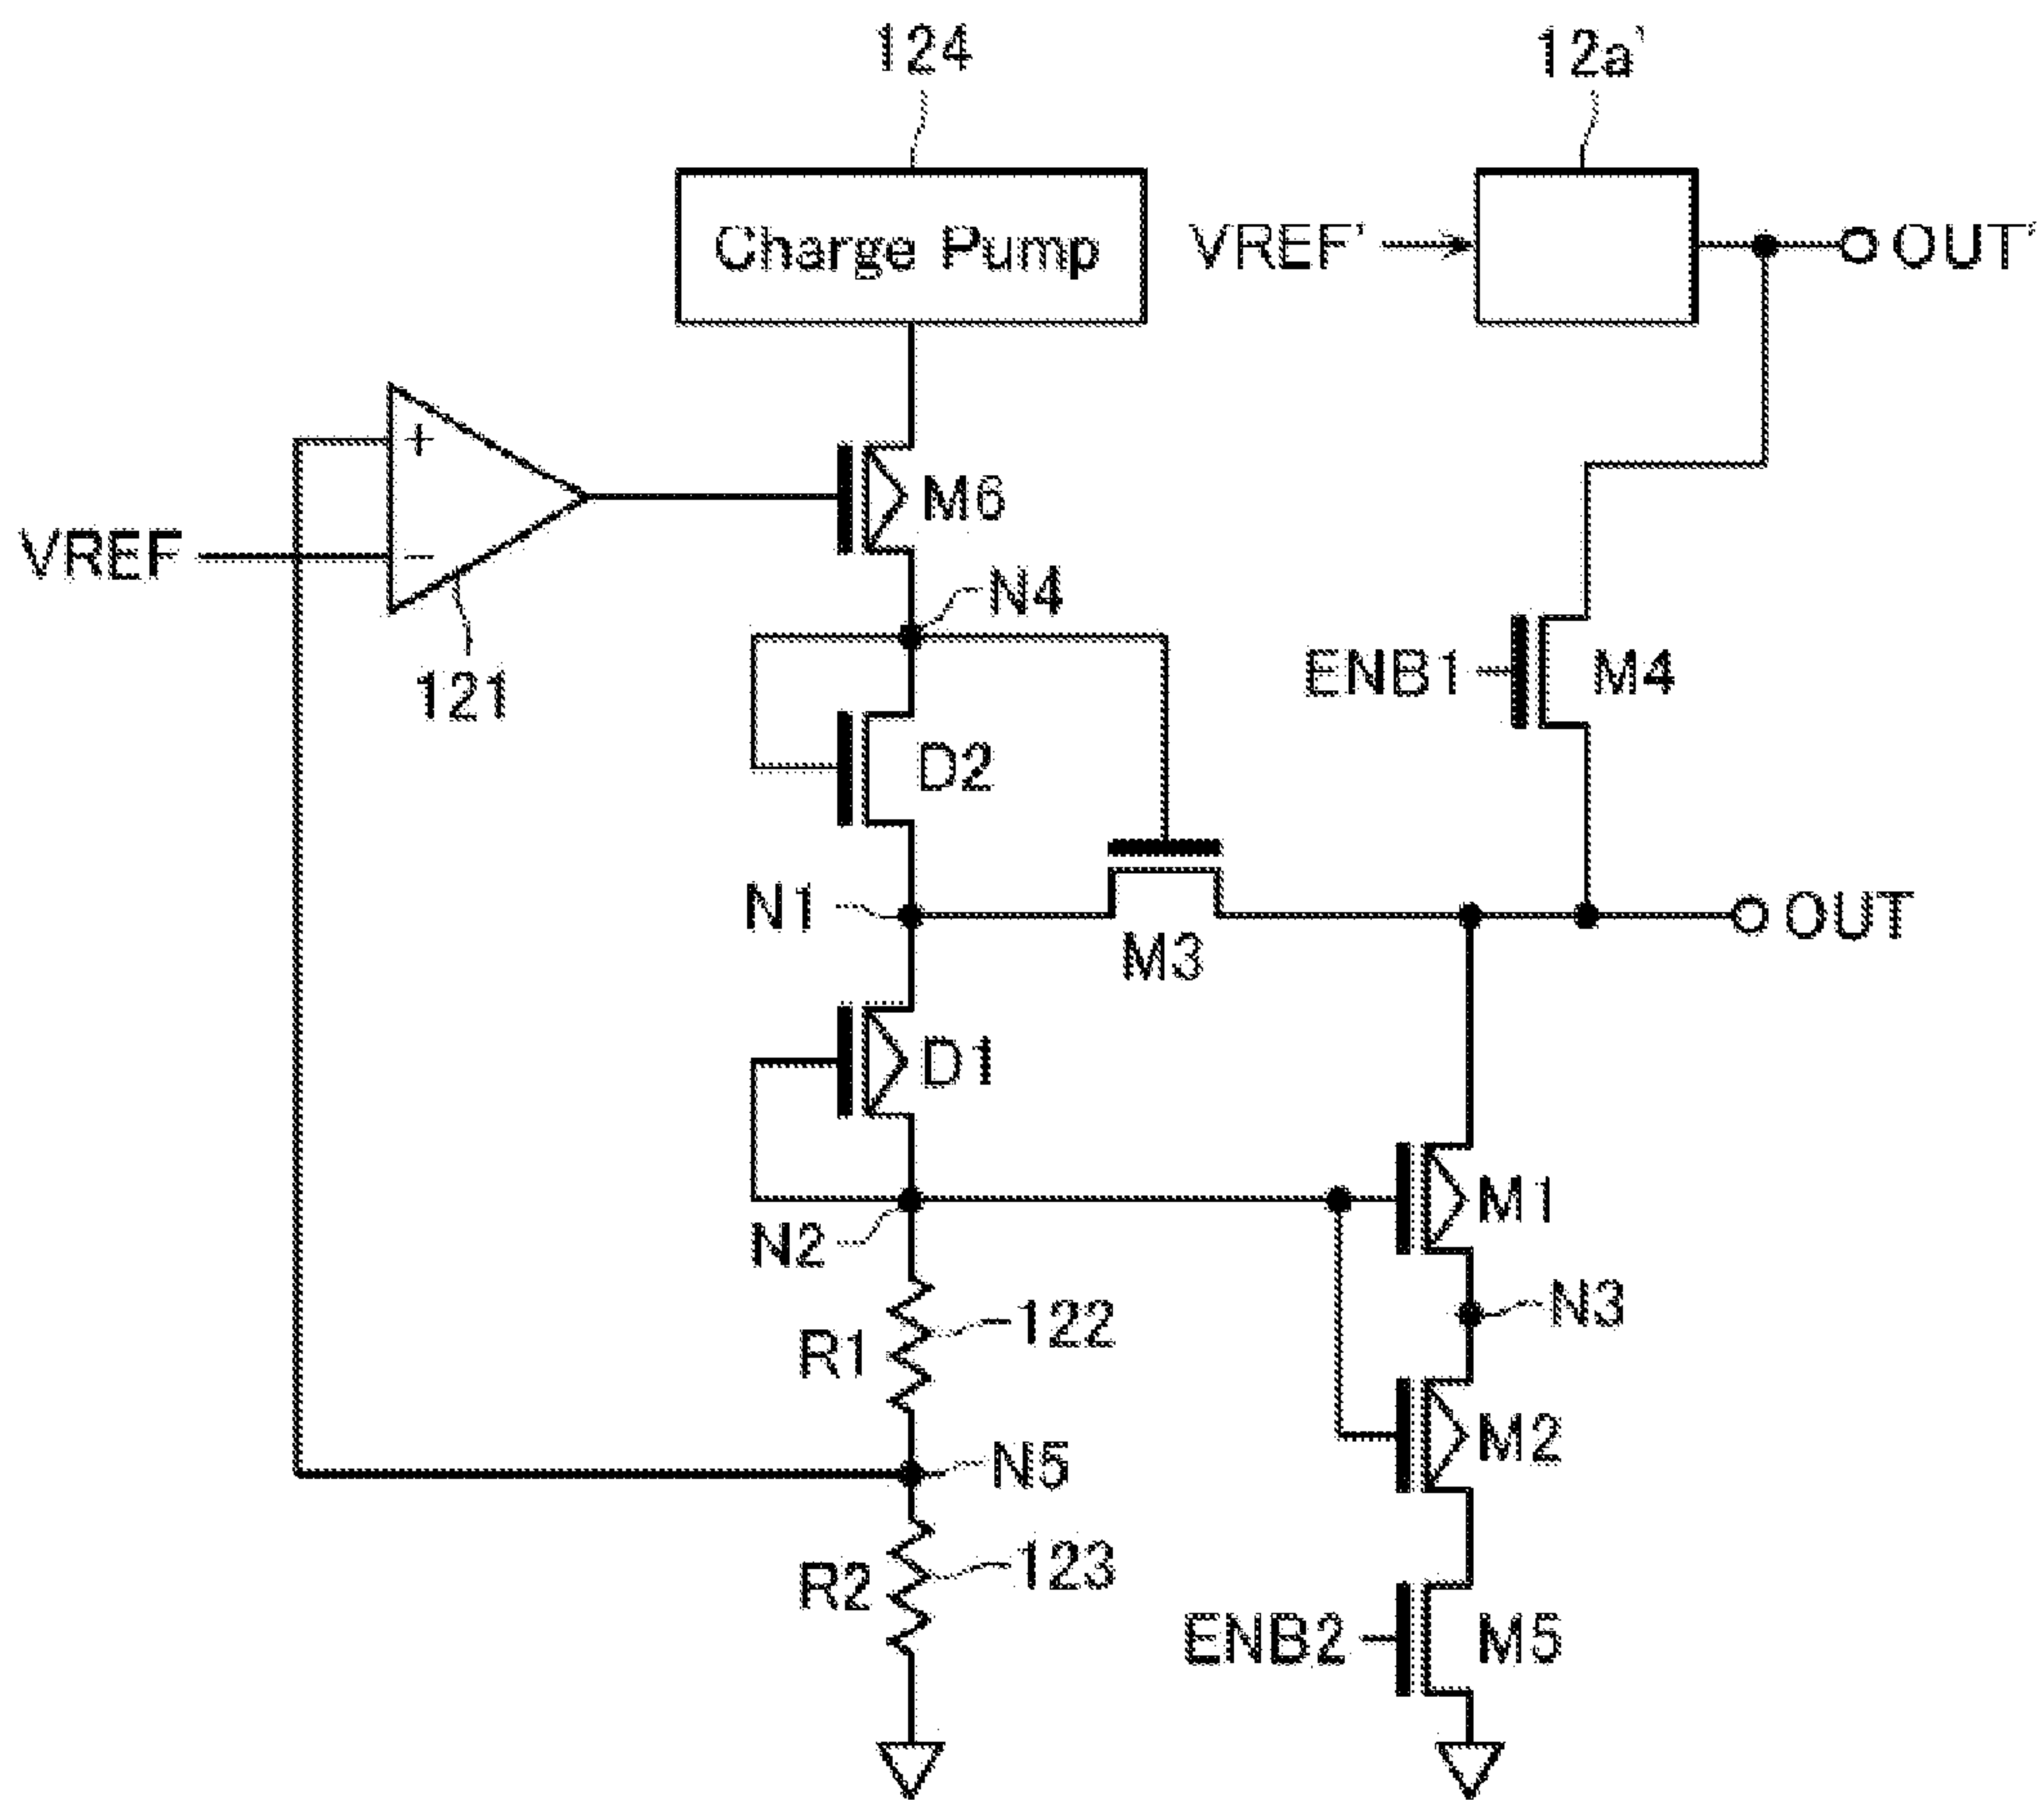 124
12a'
Charge Pump
VREF'
OUT'
+
M6
VREF
−
N4
121
ENB1
M4
D2
N1
OUT
M3
D1
M1
N2
N3
122
R1
M2
N5
123
R2
ENB2
M5